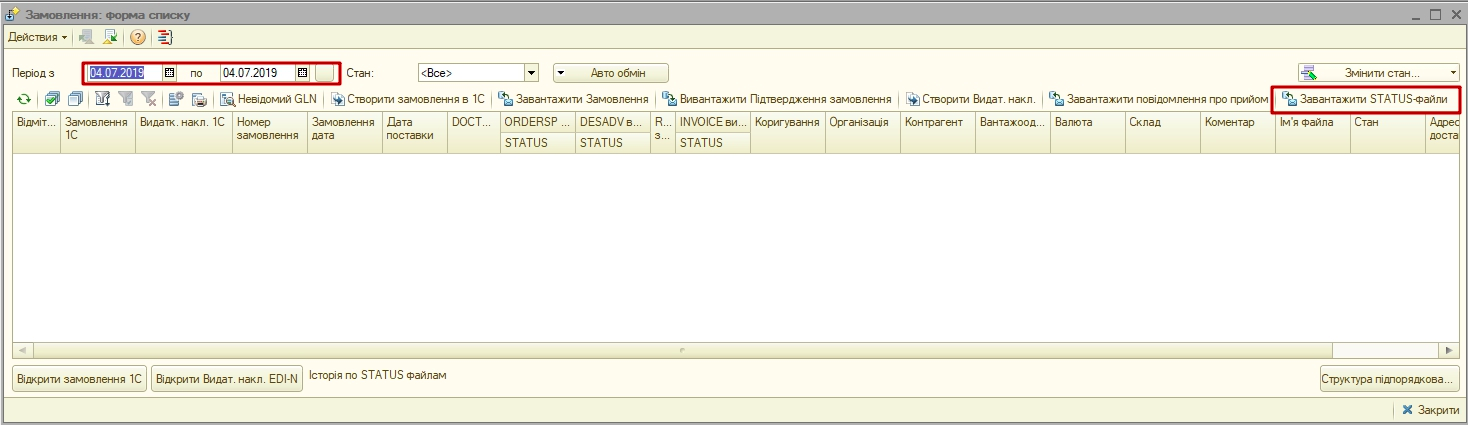 Замовлення: форма списку
Действия
Період з 04.07.2019 по 04.07.2019 Стан: <Все> Авто обмін Змінити стан...
Невідомий GLN Створити замовлення в 1С Завантажити Замовлення Вивантажити Підтвердження замовлення Створити Видат. накл. Завантажити повідомлення про прийом Завантажити STATUS-файли
Відміт... Замовлення 1С Видатк. накл. 1С Номер замовлення Замовлення дата Дата поставки DOCT... ORDERSP ... DESADV в... R... з... INVOICE ви... Коригування Організація Контрагент Вантажоод... Валюта Склад Коментар Ім'я файла Стан Адрес доста
STATUS STATUS STATUS
Відкрити замовлення 1С Відкрити Видат. накл. EDI-N Історія по STATUS файлам Структура підпорядкова...
Закрити